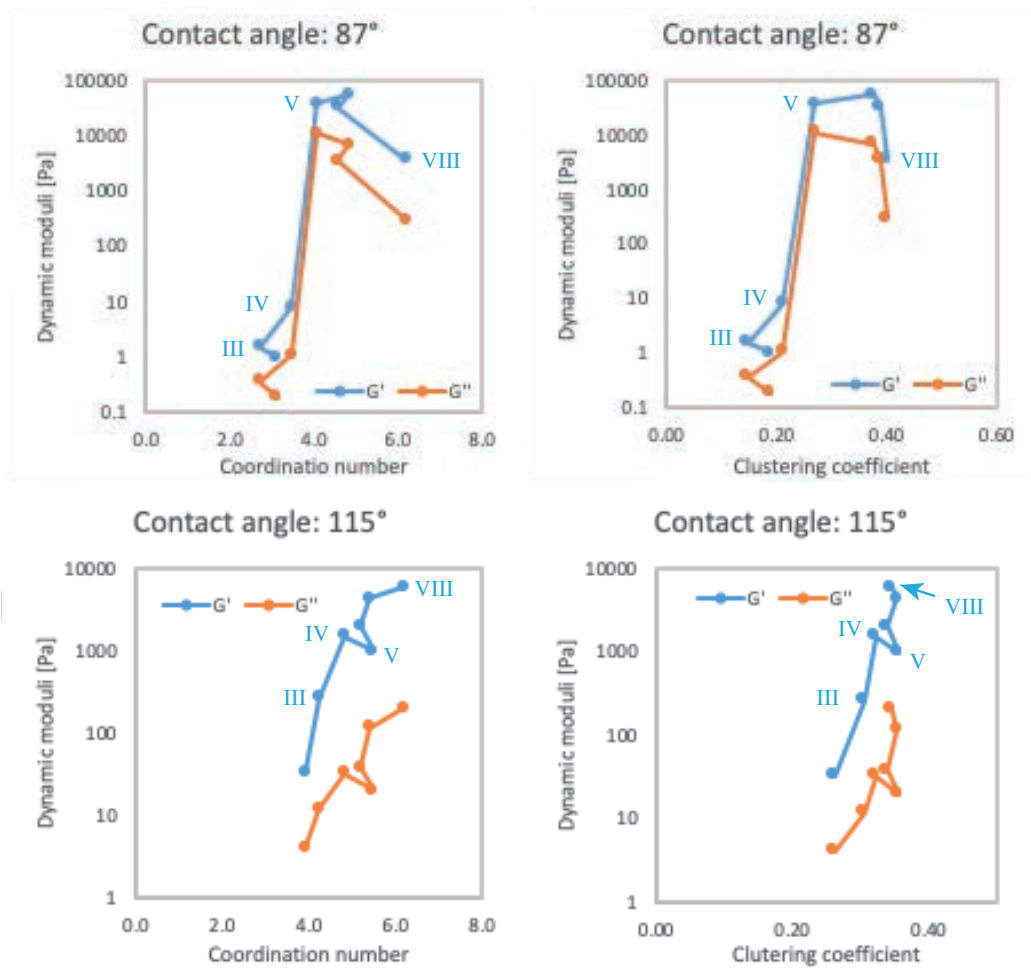 Contact angle: 87°
100000
10000
1000
100
10
1
0.1
Dynamic moduli [Pa]
V
VIII
IV
III
G' G"
0.0 2.0 4.0 6.0 8.0
Coordinatio number
Contact angle: 87°
100000
10000
1000
100
10
1
0.1
Dynamic moduli [Pa]
V
VIII
IV
III
G' G"
0.00 0.20 0.40 0.60
Clustering coefficient
Contact angle: 115°
10000
1000
100
10
1
Dynamic moduli [Pa]
G' G"
VIII
IV
V
III
0.0 2.0 4.0 6.0 8.0
Coordination number
Contact angle: 115°
10000
1000
100
10
1
Dynamic moduli [Pa]
G' G"
VIII
IV
V
III
0.00 0.20 0.40
Clutering coefficient